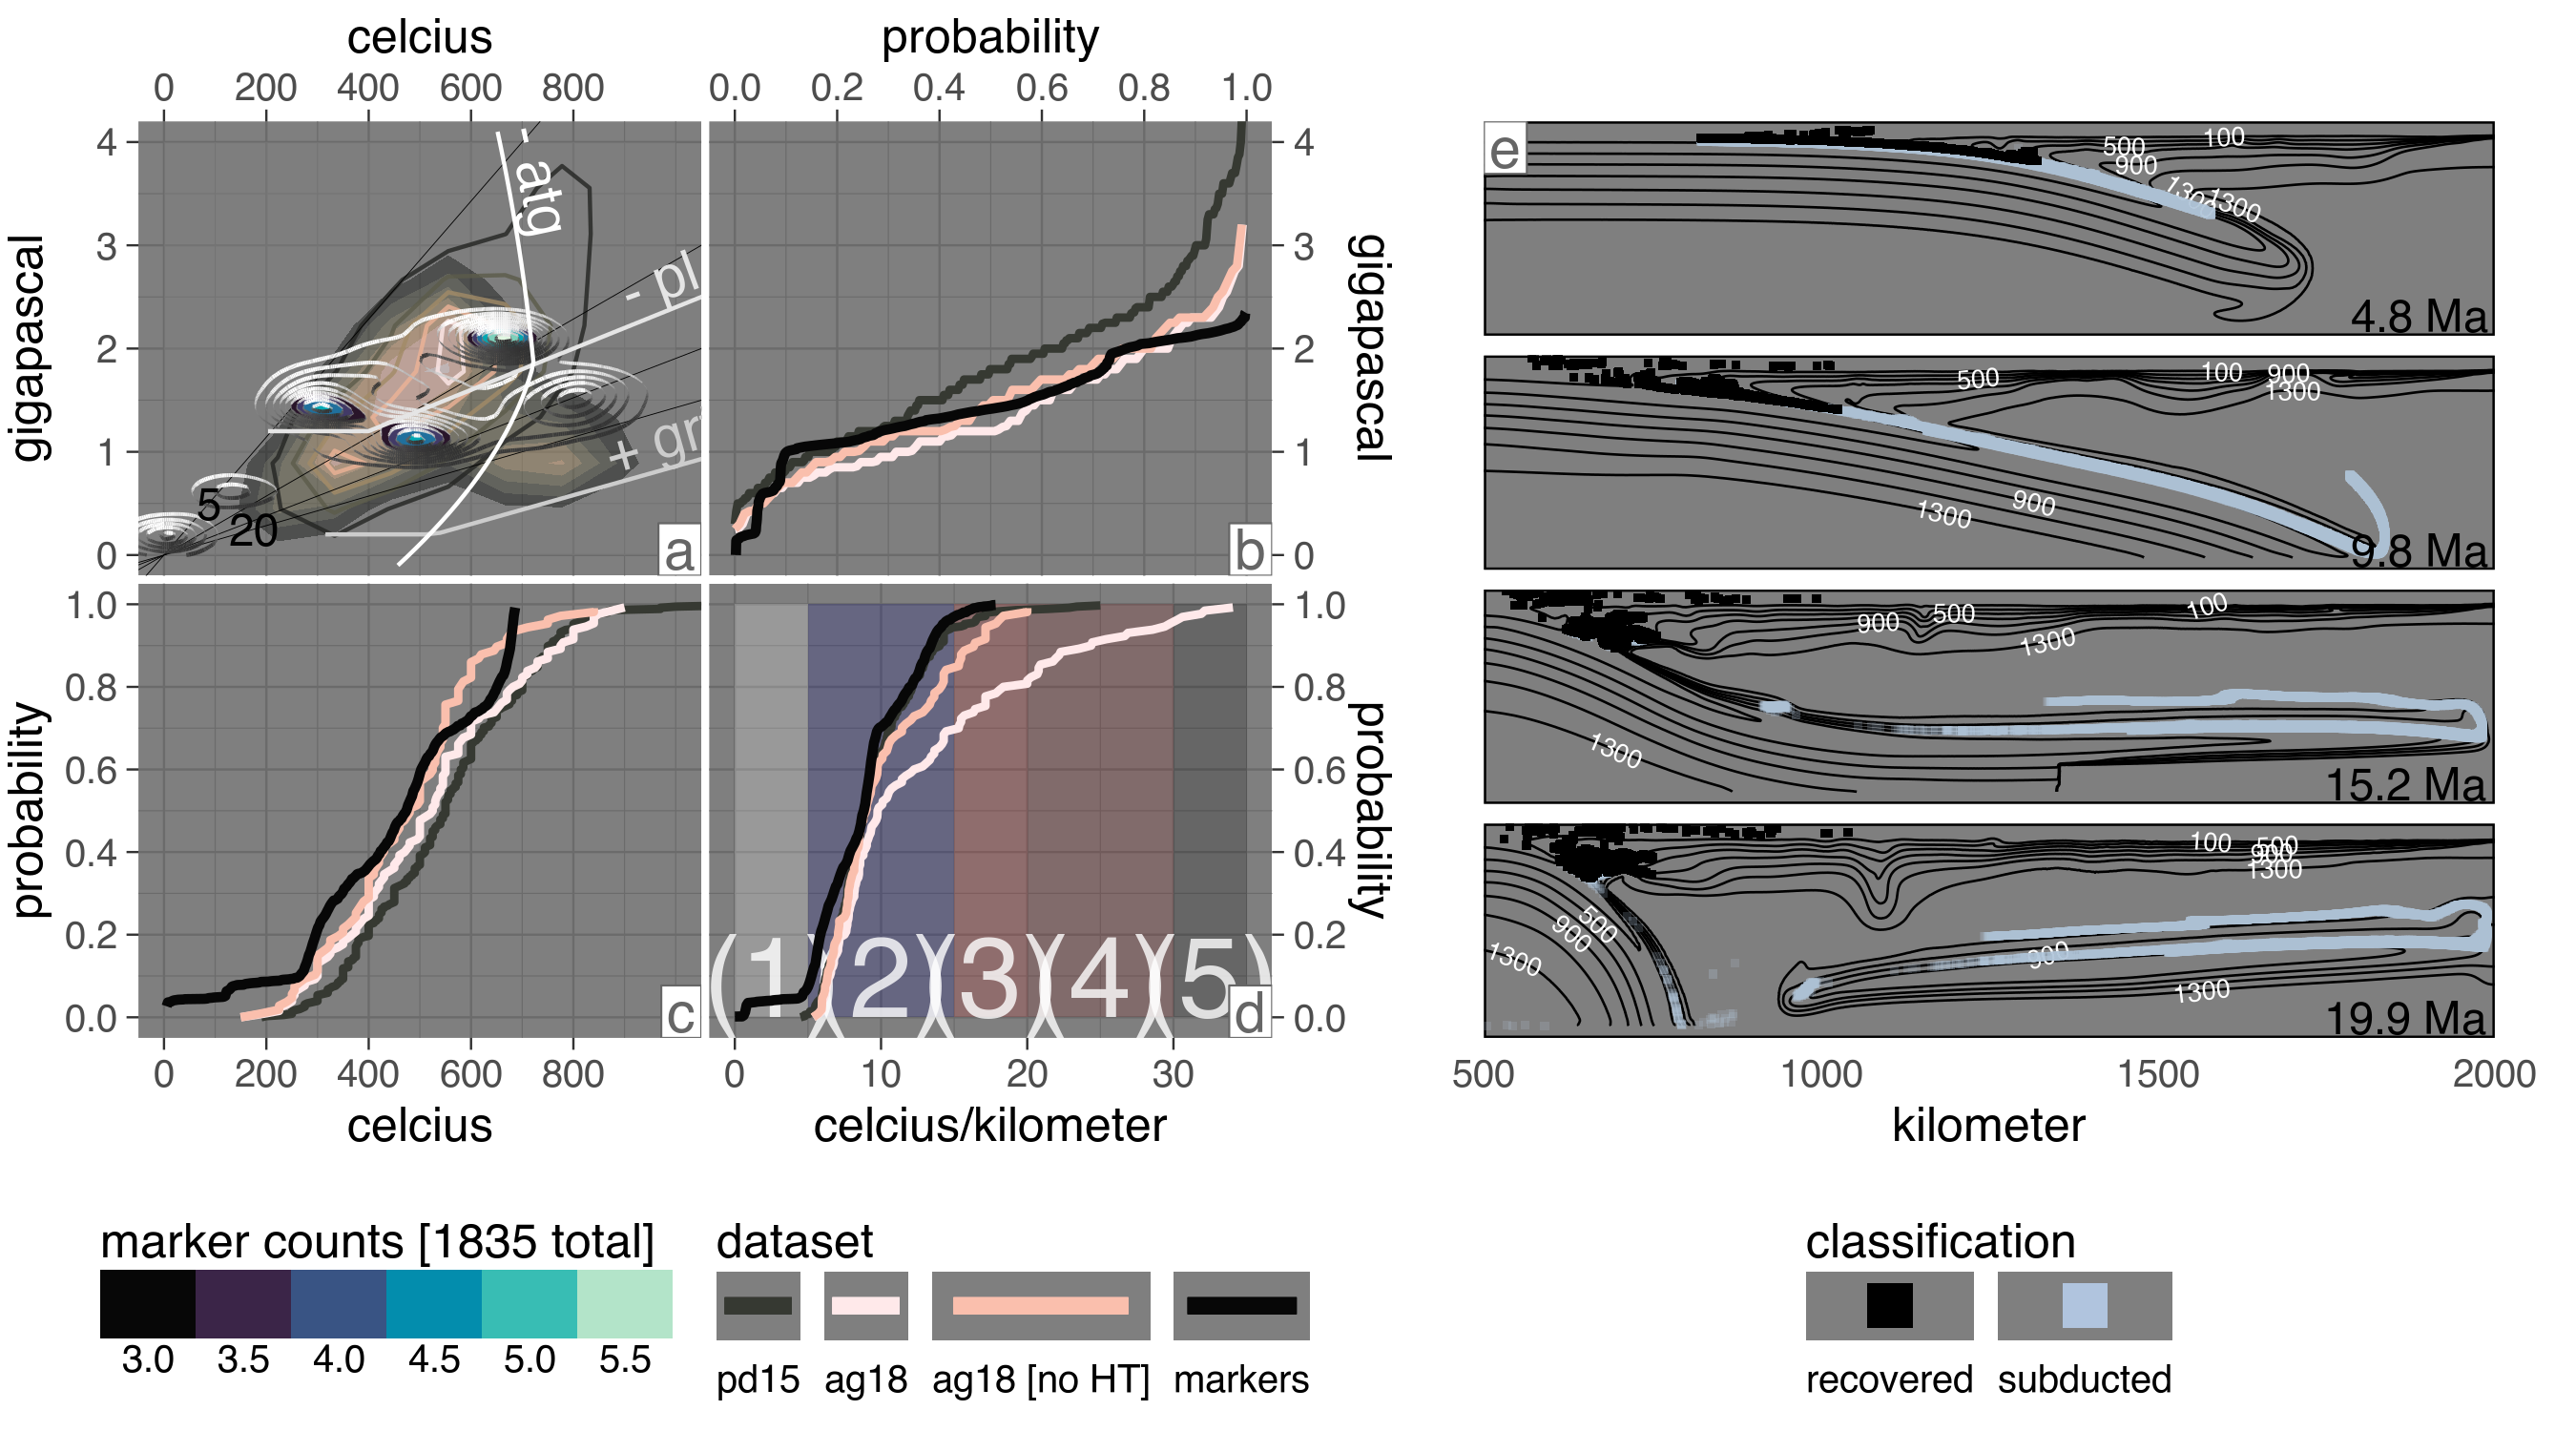 celcius
probability
0 200 400 600 800
0.0 0.2 0.4 0.6 0.8 1.0
gigapascal
4
3
2
1
0
- atg
- pl
+ gr
5
20
a
b
4
3
2
1
0
gigapascal
probability
1.0
0.8
0.6
0.4
0.2
0.0
c
(1)(2)(3)(4)(5)
d
1.0
0.8
0.6
0.4
0.2
0.0
probability
0 200 400 600 800
0 10 20 30
celcius
celcius/kilometer
e
100
500
900
1300
1300
4.8 Ma
500
100
900
1300
900
1300
9.8 Ma
100
900
500
1300
1300
15.2 Ma
100
500
900
1300
500
900
1300
900
1300
19.9 Ma
500 1000 1500 2000
kilometer
marker counts [1835 total]
3.0 3.5 4.0 4.5 5.0 5.5
dataset
pd15 ag18 ag18 [no HT] markers
classification
recovered subducted